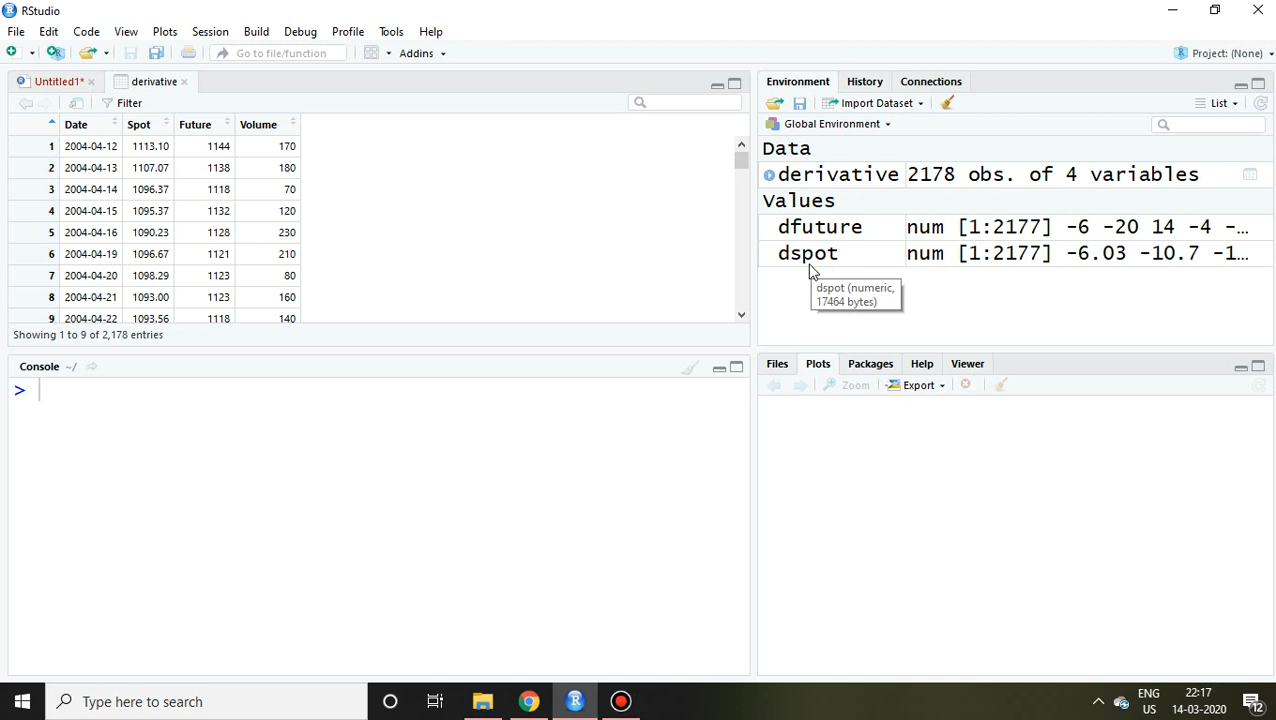 RStudio
File Edit Code View Plots Session Build Debug Profile Tools Help
Go to file/function Addins Project: (None)
Untitled1* derivative
Filter
Date Spot Future Volume
1 2004-04-12 1113.10 1144 170
2 2004-04-13 1107.07 1138 180
3 2004-04-14 1096.37 1118 70
4 2004-04-15 1095.37 1132 120
5 2004-04-16 1090.23 1128 230
6 2004-04-19 1096.67 1121 210
7 2004-04-20 1098.29 1123 80
8 2004-04-21 1093.00 1123 160
9 2004-04-22 1093.56 1118 140
Showing 1 to 9 of 2,178 entries
Console ~/
>
Environment History Connections
Import Dataset List
Global Environment
Data
derivative 2178 obs. of 4 variables
Values
dfuture num [1:2177] -6 -20 14 -4 -...
dspot num [1:2177] -6.03 -10.7 -1...
dspot (numeric,
17464 bytes)
Files Plots Packages Help Viewer
Zoom Export
Type here to search
ENG
US
22:17
14-03-2020
12